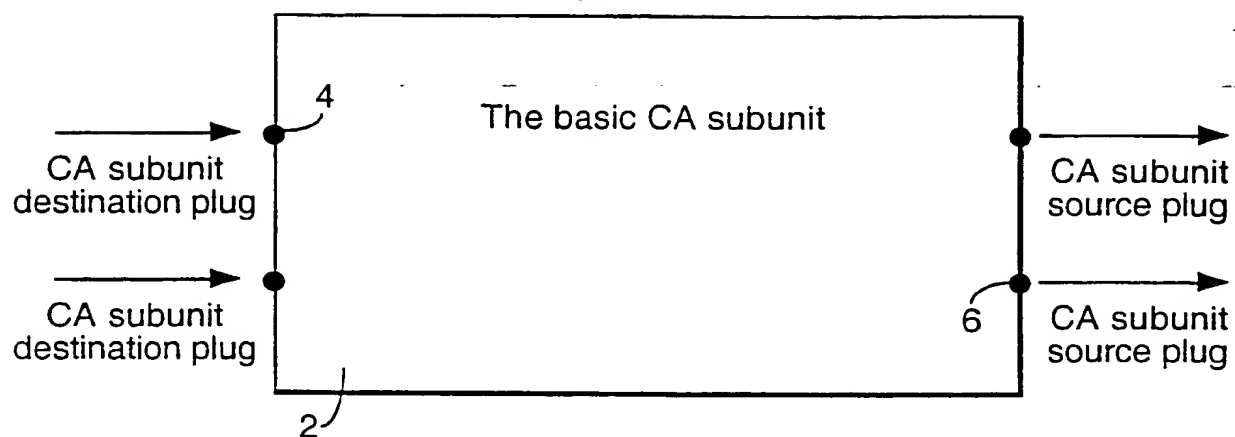 4
The basic CA subunit
CA subunit
destination plug
CA subunit
source plug
CA subunit
destination plug
6
CA subunit
source plug
2